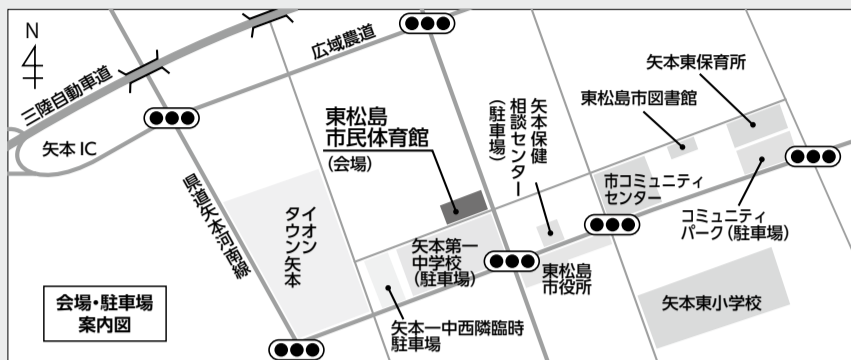 N
三陸自動車道
広域農道
矢本IC
県道矢本河南線
イオン
タウン矢本
東松島
市民体育館
(会場)
矢本保健
相談センター
(駐車場)
矢本東保育所
東松島市図書館
市コミュニティ
センター
コミュニティ
パーク(駐車場)
矢本第一
中学校
(駐車場)
東松島
市役所
矢本東小学校
矢本一中西隣臨時
駐車場
会場・駐車場
案内図